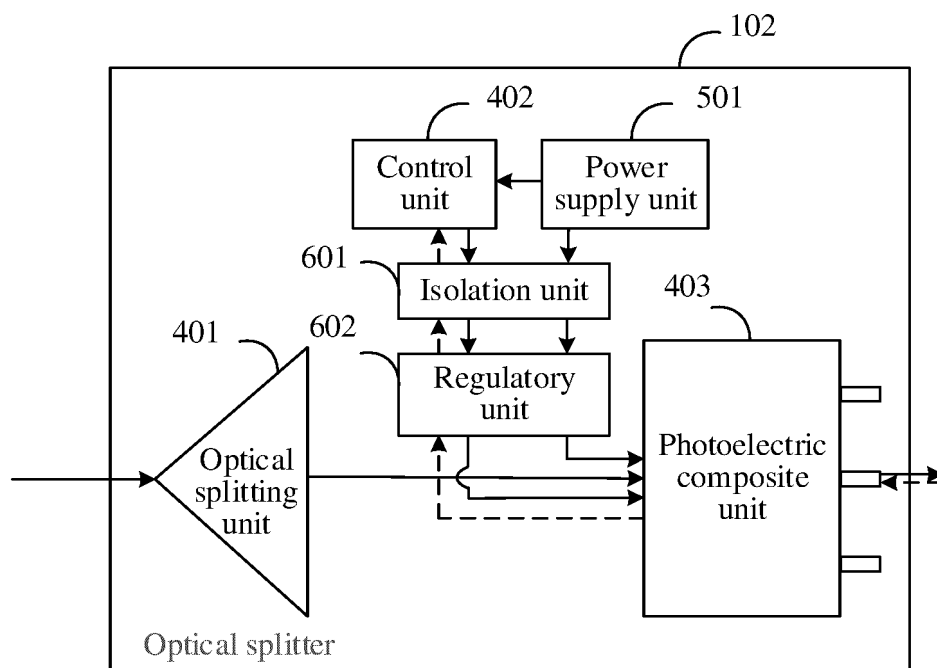 102
402
501
Control
unit
Power
supply unit
601
Isolation unit
403
401
602
Regulatory
unit
Optical
splitting
unit
Photoelectric
composite
unit
Optical splitter